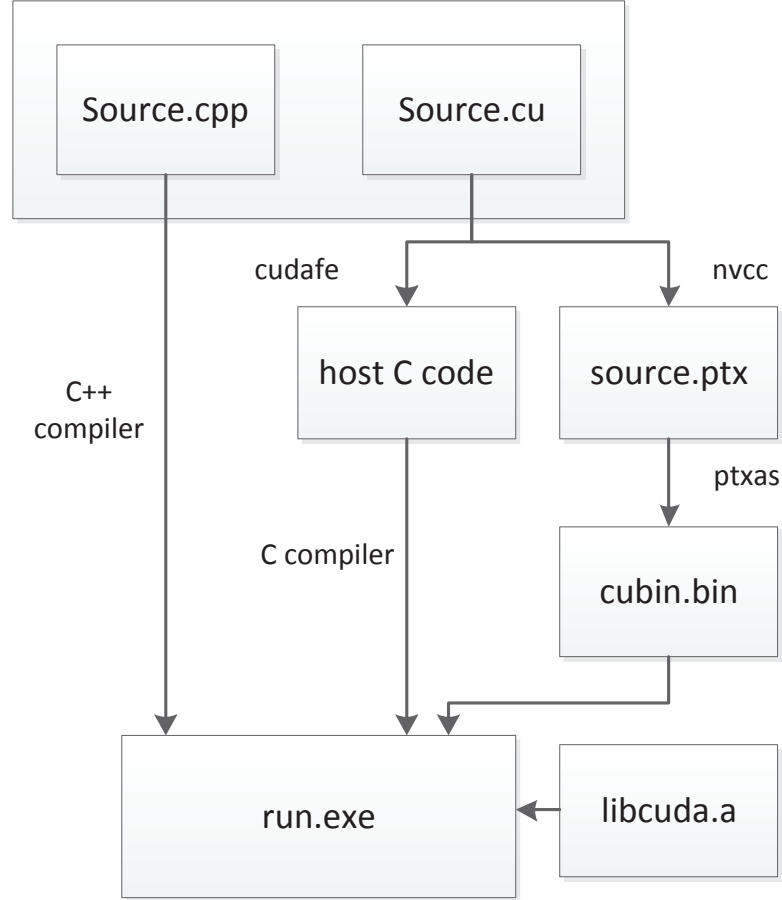 Source.cpp
Source.cu
cudafe
nvcc
host C code
source.ptx
C++
compiler
ptxas
C compiler
cubin.bin
run.exe
libcuda.a